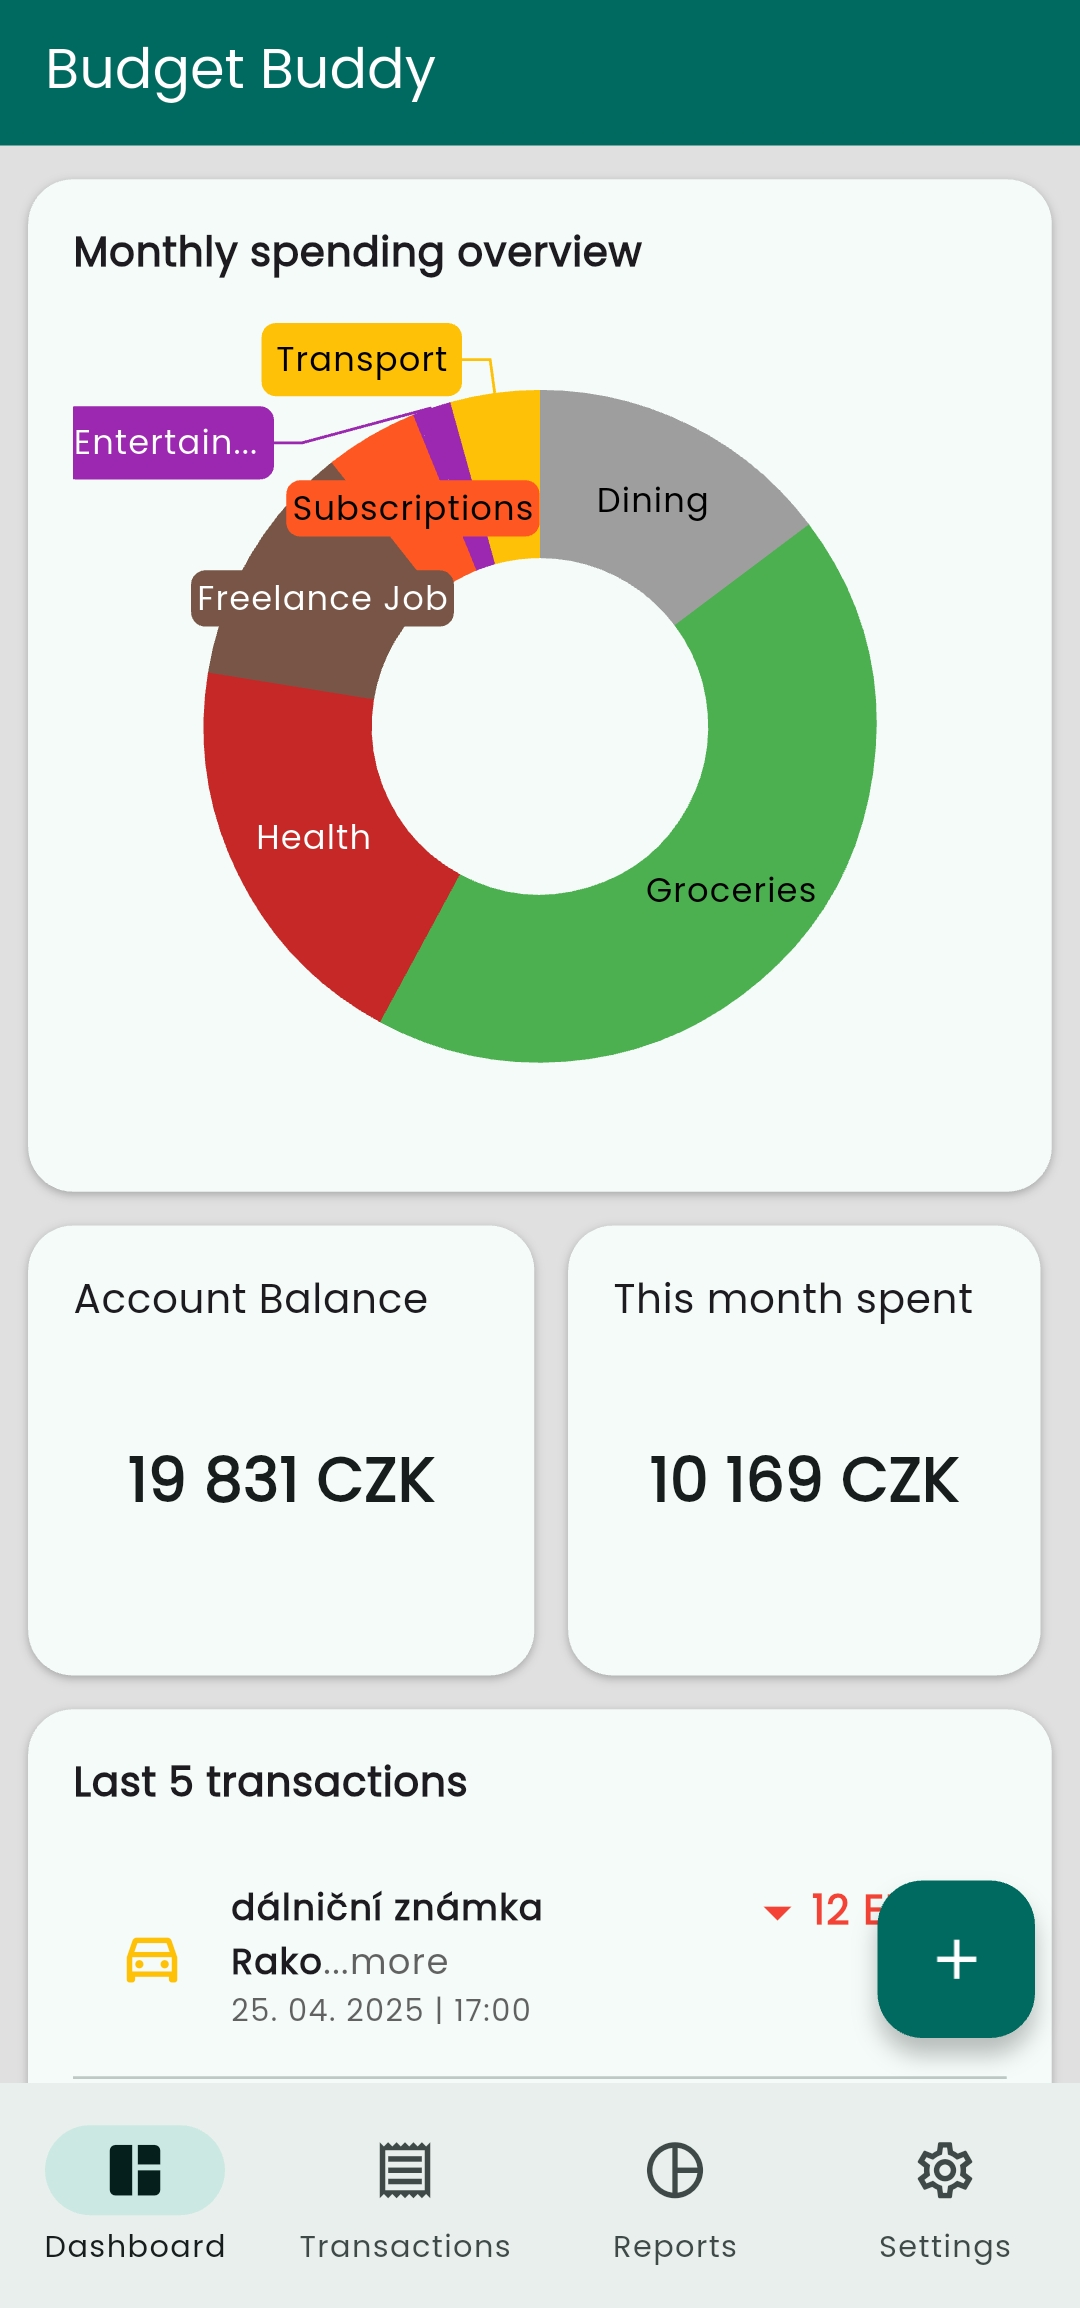 Budget Buddy
Monthly spending overview
Transport
Entertain...
Subscriptions
Dining
Freelance Job
Health
Groceries
Account Balance
19 831 CZK
This month spent
10 169 CZK
Last 5 transactions
dálniční známka
Rako...more
25. 04. 2025 | 17:00
12
Dashboard
Transactions
Reports
Settings